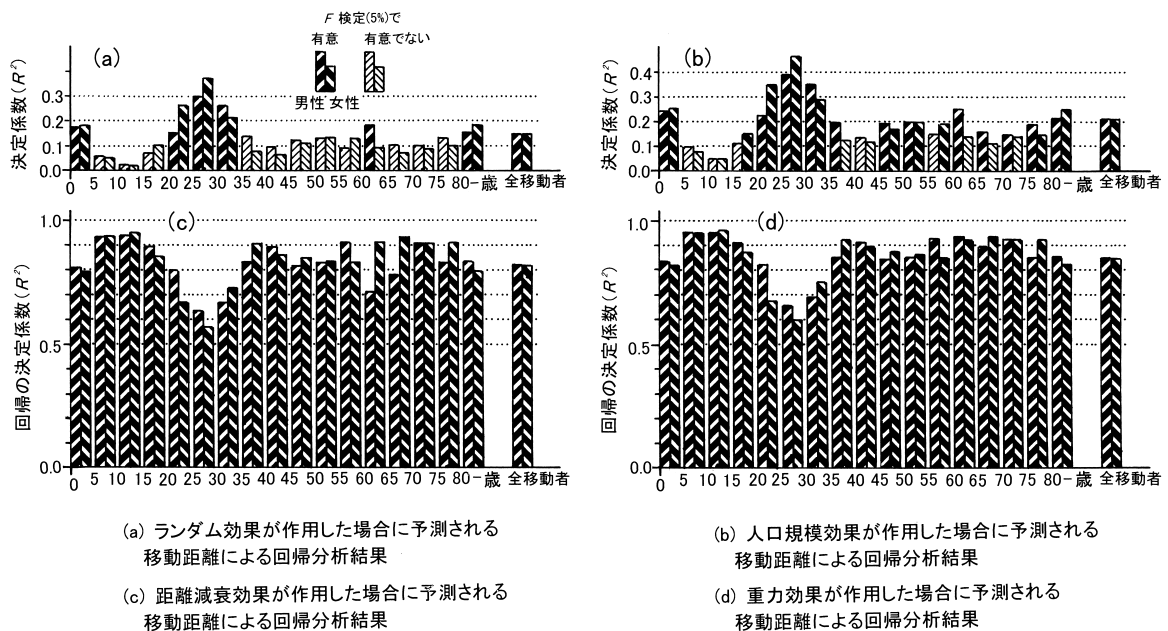 (a)
F 検定(5%)で
有意
有意でない
男性 女性
決定係数(R²)
0.3
0.2
0.1
0.0
0 5 10 15 20 25 30 35 40 45 50 55 60 65 70 75 80-歳 全移動者
(b)
決定係数(R²)
0.4
0.3
0.2
0.1
0.0
0 5 10 15 20 25 30 35 40 45 50 55 60 65 70 75 80-歳 全移動者
(c)
回帰の決定係数(R²)
1.0
0.5
0.0
0 5 10 15 20 25 30 35 40 45 50 55 60 65 70 75 80-歳 全移動者
(d)
回帰の決定係数(R²)
1.0
0.5
0.0
0 5 10 15 20 25 30 35 40 45 50 55 60 65 70 75 80-歳 全移動者
(a) ランダム効果が作用した場合に予測される
移動距離による回帰分析結果
(b) 人口規模効果が作用した場合に予測される
移動距離による回帰分析結果
(c) 距離減衰効果が作用した場合に予測される
移動距離による回帰分析結果
(d) 重力効果が作用した場合に予測される
移動距離による回帰分析結果